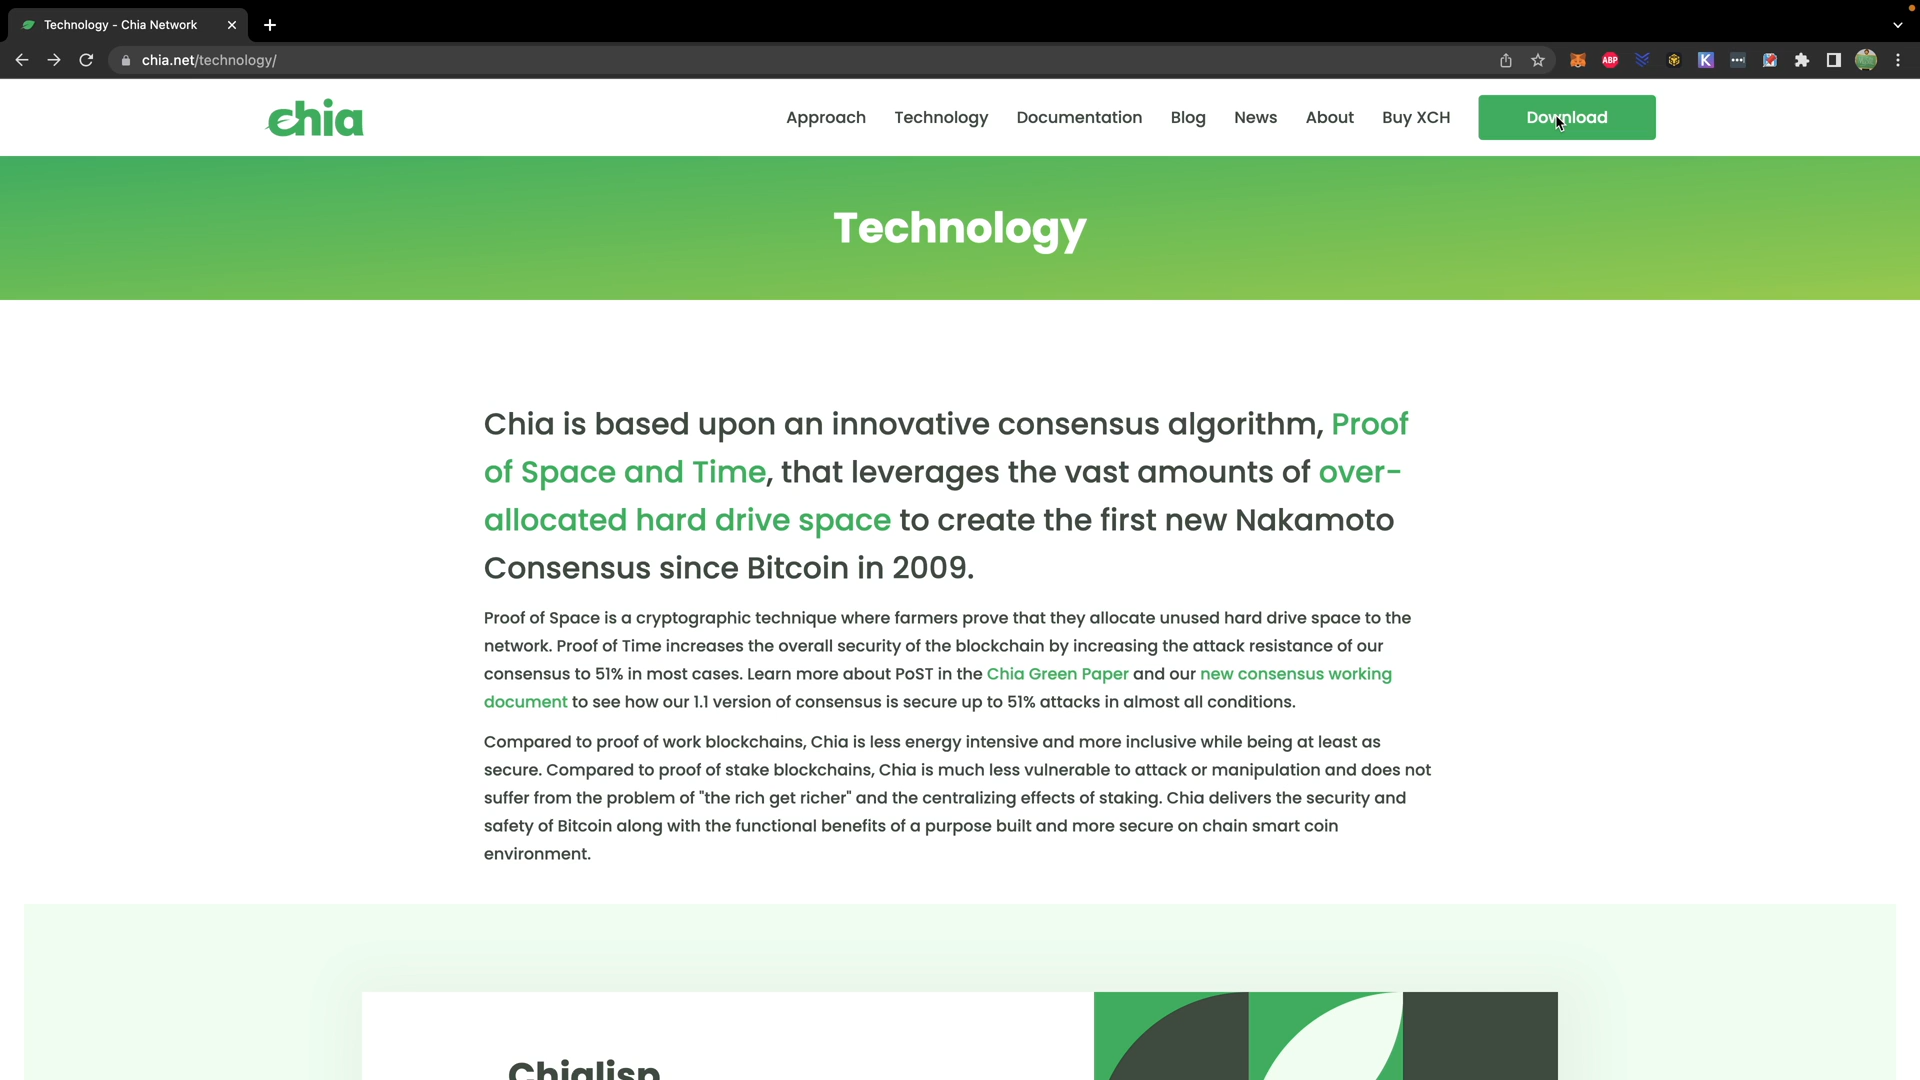 Technology - Chia Network
chia.net/technology/
ABP
K
chia
Approach Technology Documentation Blog News About Buy XCH Download
Technology
Chia is based upon an innovative consensus algorithm, Proof
of Space and Time, that leverages the vast amounts of over-
allocated hard drive space to create the first new Nakamoto
Consensus since Bitcoin in 2009.
Proof of Space is a cryptographic technique where farmers prove that they allocate unused hard drive space to the
network. Proof of Time increases the overall security of the blockchain by increasing the attack resistance of our
consensus to 51% in most cases. Learn more about PoST in the Chia Green Paper and our new consensus working
document to see how our 1.1 version of consensus is secure up to 51% attacks in almost all conditions.
Compared to proof of work blockchains, Chia is less energy intensive and more inclusive while being at least as
secure. Compared to proof of stake blockchains, Chia is much less vulnerable to attack or manipulation and does not
suffer from the problem of "the rich get richer" and the centralizing effects of staking. Chia delivers the security and
safety of Bitcoin along with the functional benefits of a purpose built and more secure on chain smart coin
environment.
Chialisp